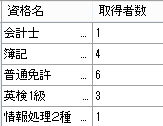 資格名 取得者数
会計士 ... 1
簿記 ... 4
普通免許 ... 6
英検1級 ... 3
情報処理2種 ... 1